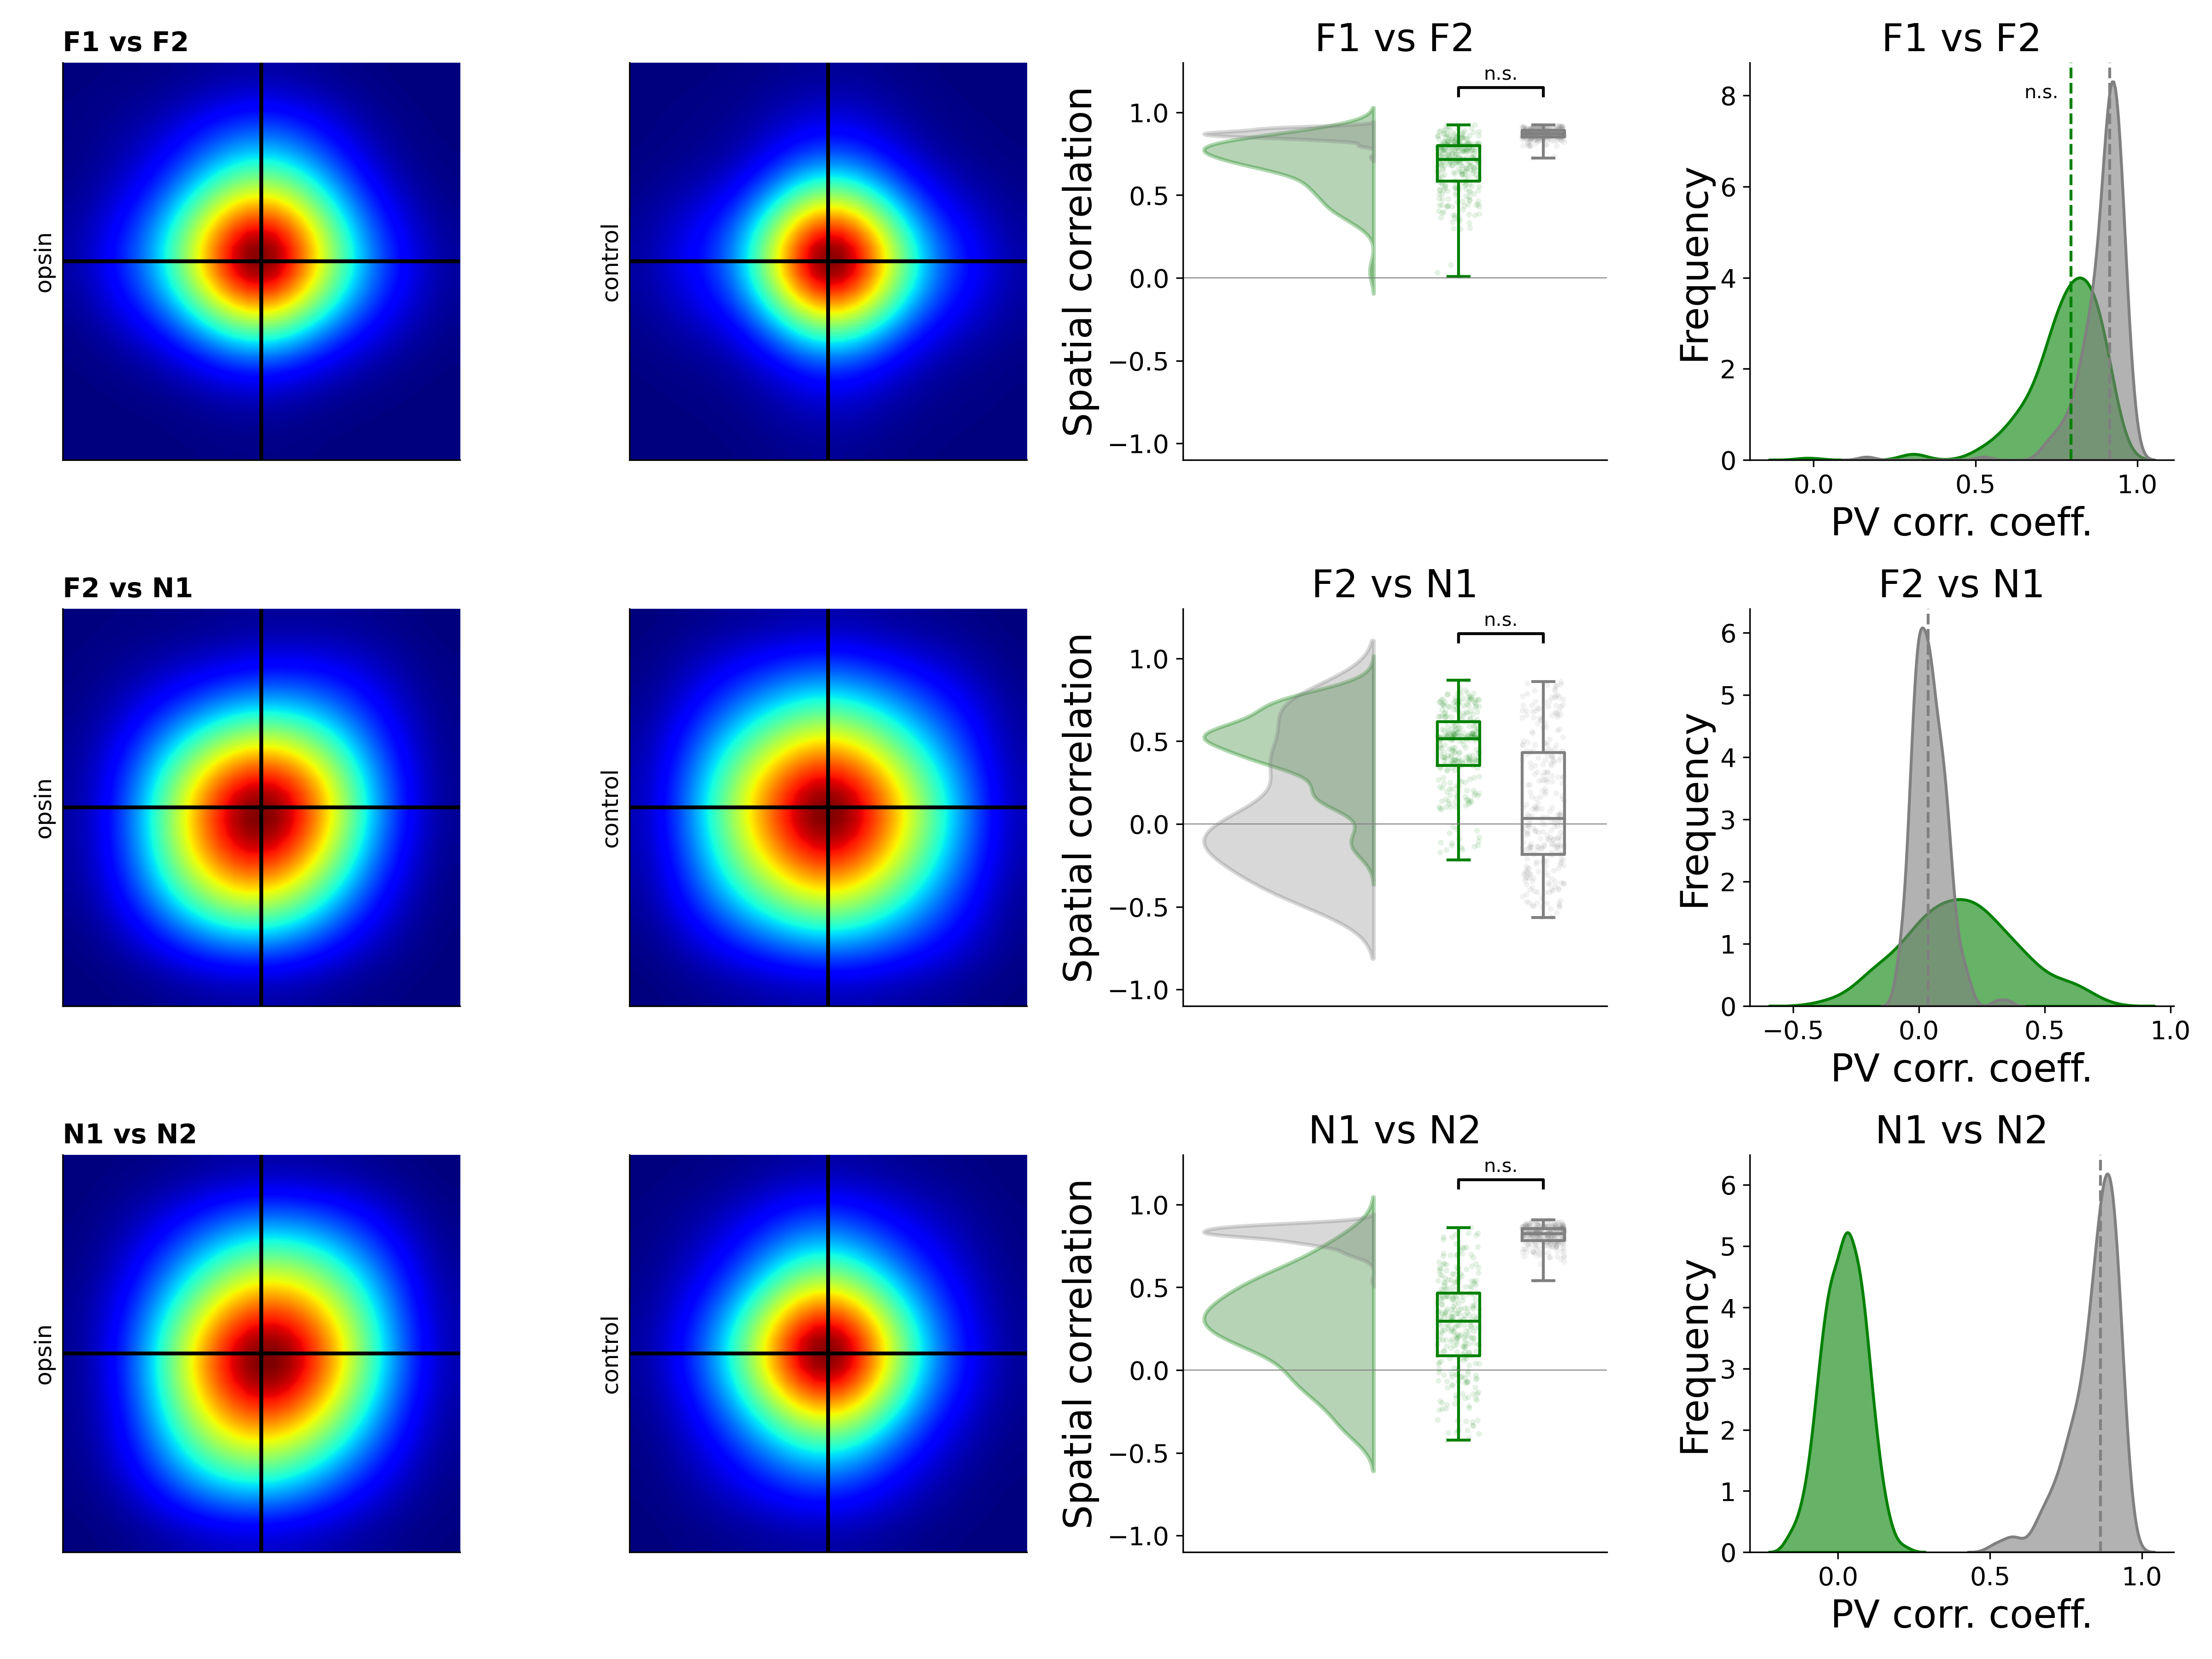 F1 vs F2
opsin
control
F1 vs F2
Spatial correlation
1.0
0.5
0.0
−0.5
−1.0
n.s.
F1 vs F2
Frequency
8
6
4
2
0
n.s.
0.0 0.5 1.0
PV corr. coeff.
F2 vs N1
opsin
control
F2 vs N1
Spatial correlation
1.0
0.5
0.0
−0.5
−1.0
n.s.
F2 vs N1
Frequency
6
5
4
3
2
1
0
−0.5 0.0 0.5 1.0
PV corr. coeff.
N1 vs N2
opsin
control
N1 vs N2
Spatial correlation
1.0
0.5
0.0
−0.5
−1.0
n.s.
N1 vs N2
Frequency
6
5
4
3
2
1
0
0.0 0.5 1.0
PV corr. coeff.